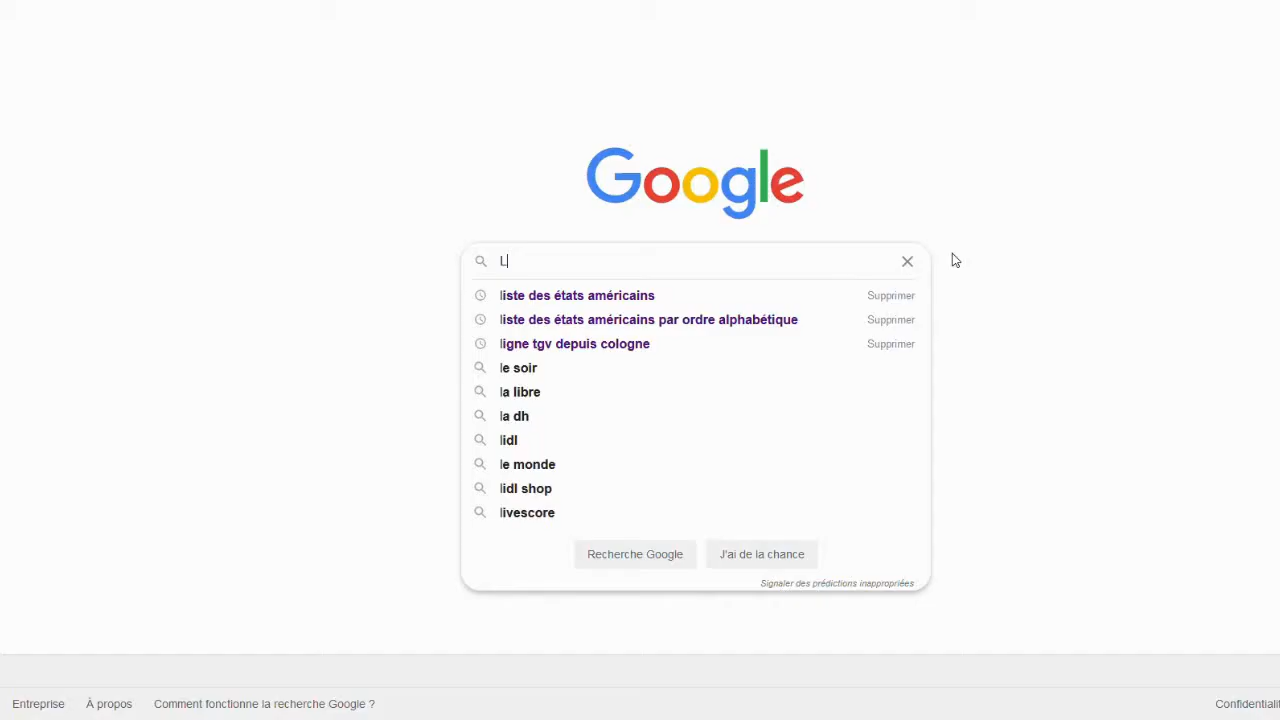 Google
L
liste des états américains Supprimer
liste des états américains par ordre alphabétique Supprimer
ligne tgv depuis cologne Supprimer
le soir
la libre
la dh
lidl
le monde
lidl shop
livescore
Recherche Google J'ai de la chance
Signaler des prédictions inappropriées
Entreprise À propos Comment fonctionne la recherche Google ? Confidentialit